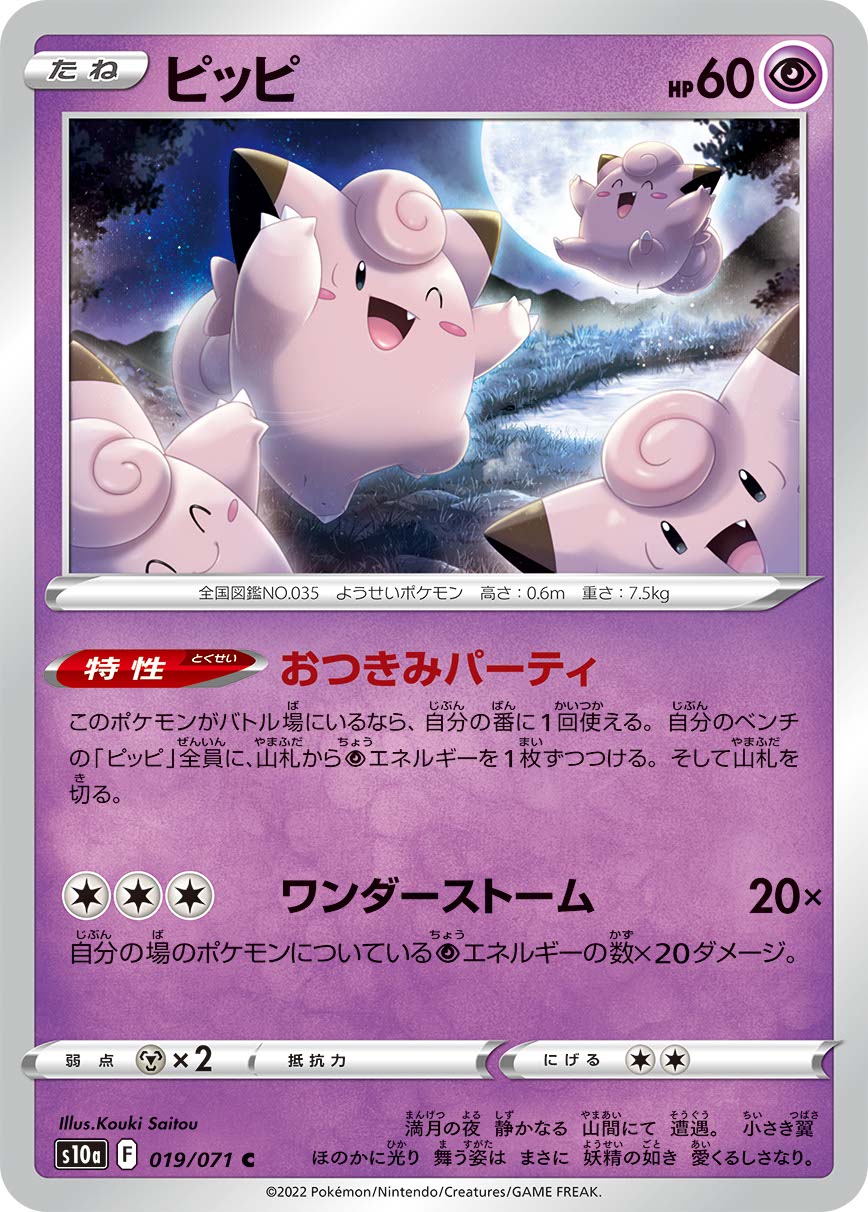 たね ピッピ HP60
全国図鑑NO.035 ようせいポケモン 高さ：0.6m 重さ：7.5kg
特性 とくせい おつきみパーティ
このポケモンがバトル場にいるなら、自分の番に1回使える。自分のベンチ
の「ピッピ」全員に、山札から超エネルギーを1枚ずつつける。そして山札を
切る。
ワンダーストーム 20×
自分の場のポケモンについている超エネルギーの数×20ダメージ。
弱点 ×2 抵抗力 にげる
Illus.Kouki Saitou
満月の夜 静かなる 山間にて 遭遇。 小さき翼
ほのかに光り 舞う姿は まさに 妖精の如き 愛くるしさなり。
s10a F 019/071 C
©2022 Pokémon/Nintendo/Creatures/GAME FREAK.